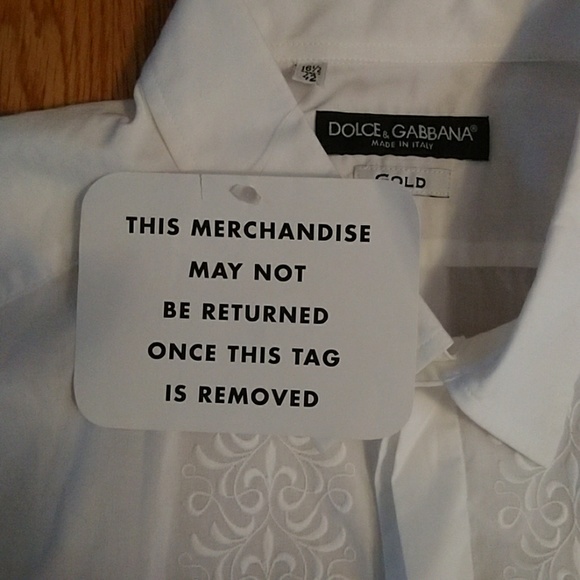 16½
42
DOLCE & GABBANA®
MADE IN ITALY
GOLD
THIS MERCHANDISE
MAY NOT
BE RETURNED
ONCE THIS TAG
IS REMOVED